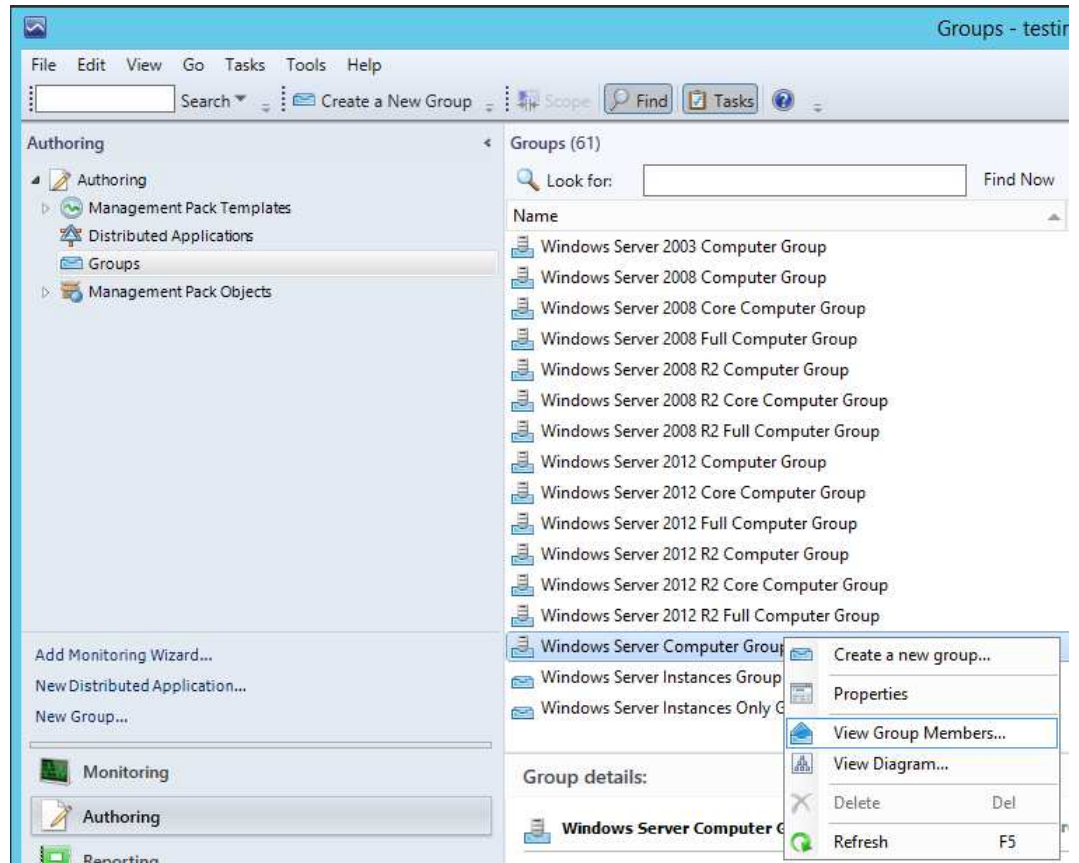 Groups - testin
File Edit View Go Tasks Tools Help
Search Create a New Group Scope Find Tasks
Authoring
Authoring
Management Pack Templates
Distributed Applications
Groups
Management Pack Objects
Add Monitoring Wizard...
New Distributed Application...
New Group...
Monitoring
Authoring
Reporting
Groups (61)
Look for: Find Now
Name
Windows Server 2003 Computer Group
Windows Server 2008 Computer Group
Windows Server 2008 Core Computer Group
Windows Server 2008 Full Computer Group
Windows Server 2008 R2 Computer Group
Windows Server 2008 R2 Core Computer Group
Windows Server 2008 R2 Full Computer Group
Windows Server 2012 Computer Group
Windows Server 2012 Core Computer Group
Windows Server 2012 Full Computer Group
Windows Server 2012 R2 Computer Group
Windows Server 2012 R2 Core Computer Group
Windows Server 2012 R2 Full Computer Group
Windows Server Computer Group
Windows Server Instances Group
Windows Server Instances Only G
Create a new group...
Properties
View Group Members...
View Diagram...
Delete Del
Refresh F5
Group details:
Windows Server Computer G